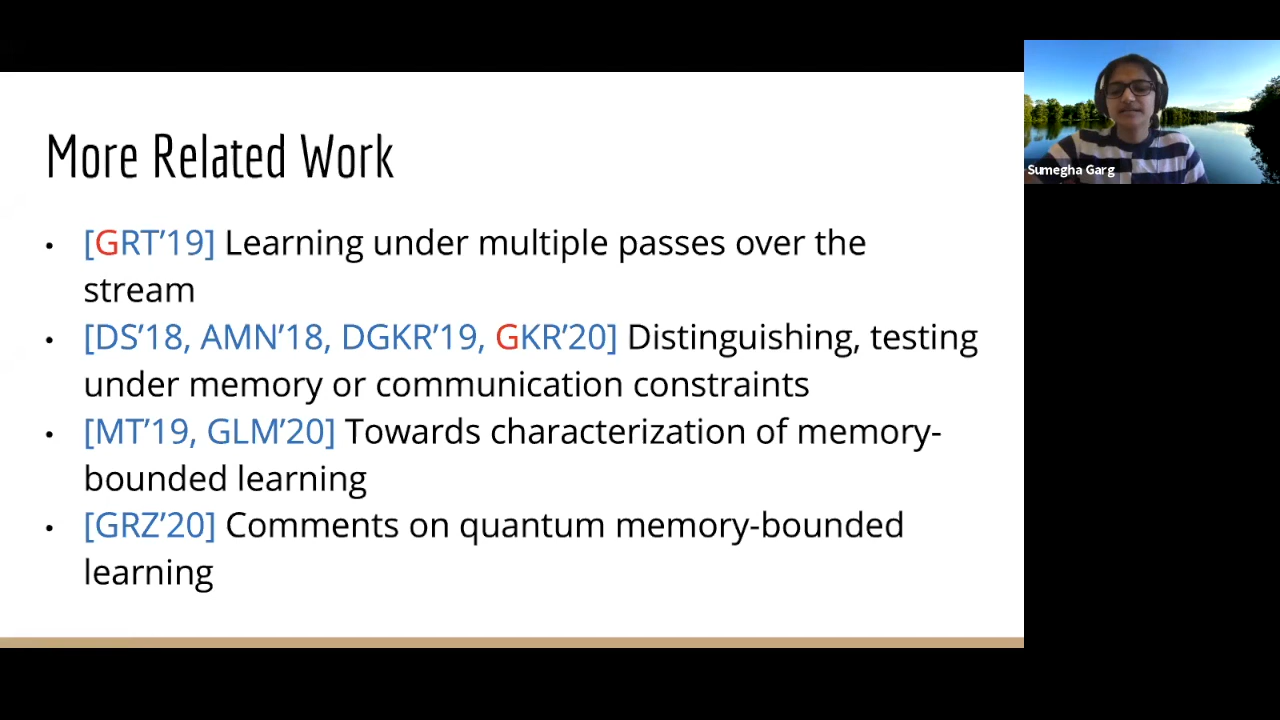 More Related Work
• [GRT’19] Learning under multiple passes over the
stream
• [DS’18, AMN’18, DGKR’19, GKR’20] Distinguishing, testing
under memory or communication constraints
• [MT’19, GLM’20] Towards characterization of memory-
bounded learning
• [GRZ’20] Comments on quantum memory-bounded
learning
Sumegha Garg